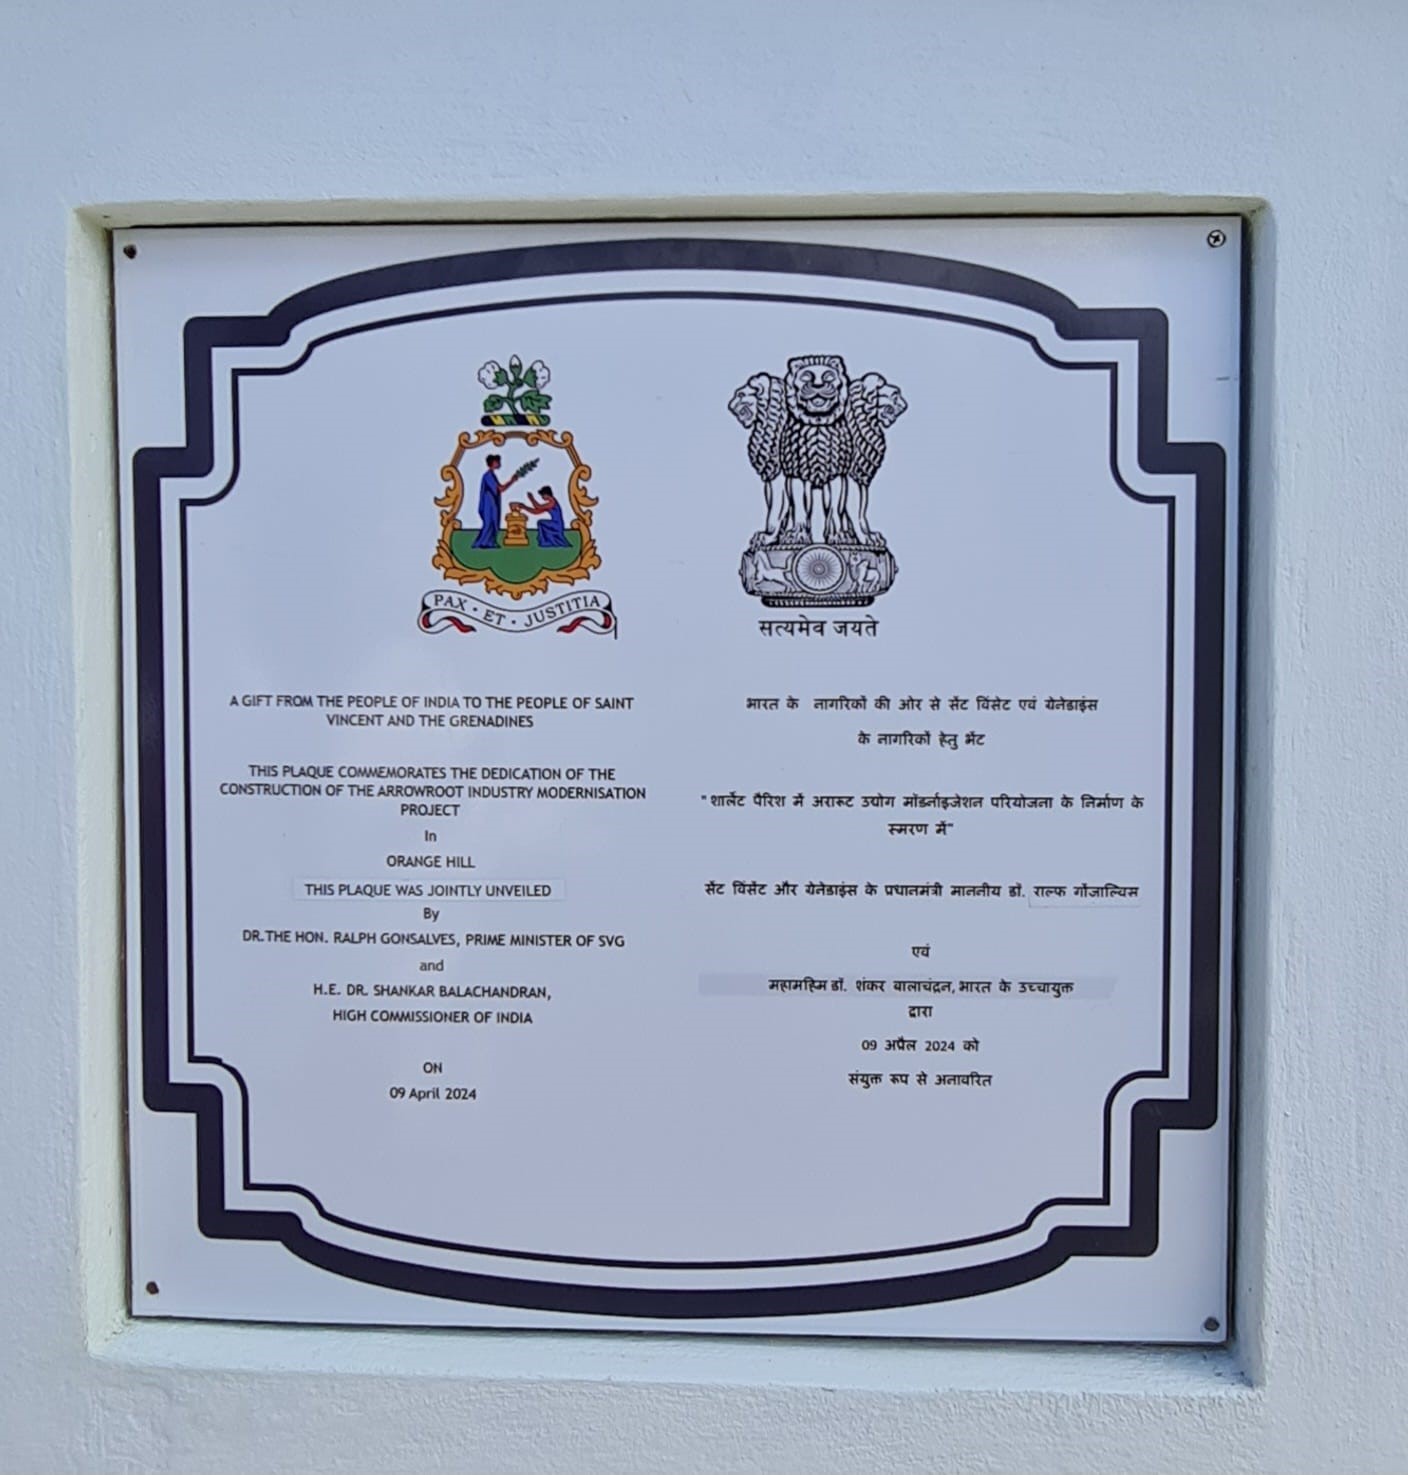 PAX • ET • JUSTITIA
सत्यमेव जयते
A GIFT FROM THE PEOPLE OF INDIA TO THE PEOPLE OF SAINT
VINCENT AND THE GRENADINES
THIS PLAQUE COMMEMORATES THE DEDICATION OF THE
CONSTRUCTION OF THE ARROWROOT INDUSTRY MODERNISATION
PROJECT
In
ORANGE HILL
THIS PLAQUE WAS JOINTLY UNVEILED
By
DR.THE HON. RALPH GONSALVES, PRIME MINISTER OF SVG
and
H.E. DR. SHANKAR BALACHANDRAN,
HIGH COMMISSIONER OF INDIA
ON
09 April 2024
भारत के नागरिकों की ओर से सेंट विंसेट एवं ग्रेनेडाइंस
के नागरिकों हेतु भेंट
" शार्लेट पैरिश में अरारूट उद्योग मॉडर्नाइजेशन परियोजना के निर्माण के
स्मरण में"
सेंट विंसेंट और ग्रेनेडाइंस के प्रधानमंत्री माननीय डॉ. राल्फ गोंजाल्विस
एवं
महामहिम डॉ. शंकर बालाचंद्रन, भारत के उच्चायुक्त
द्वारा
09 अप्रैल 2024 को
संयुक्त रूप से अनावरित